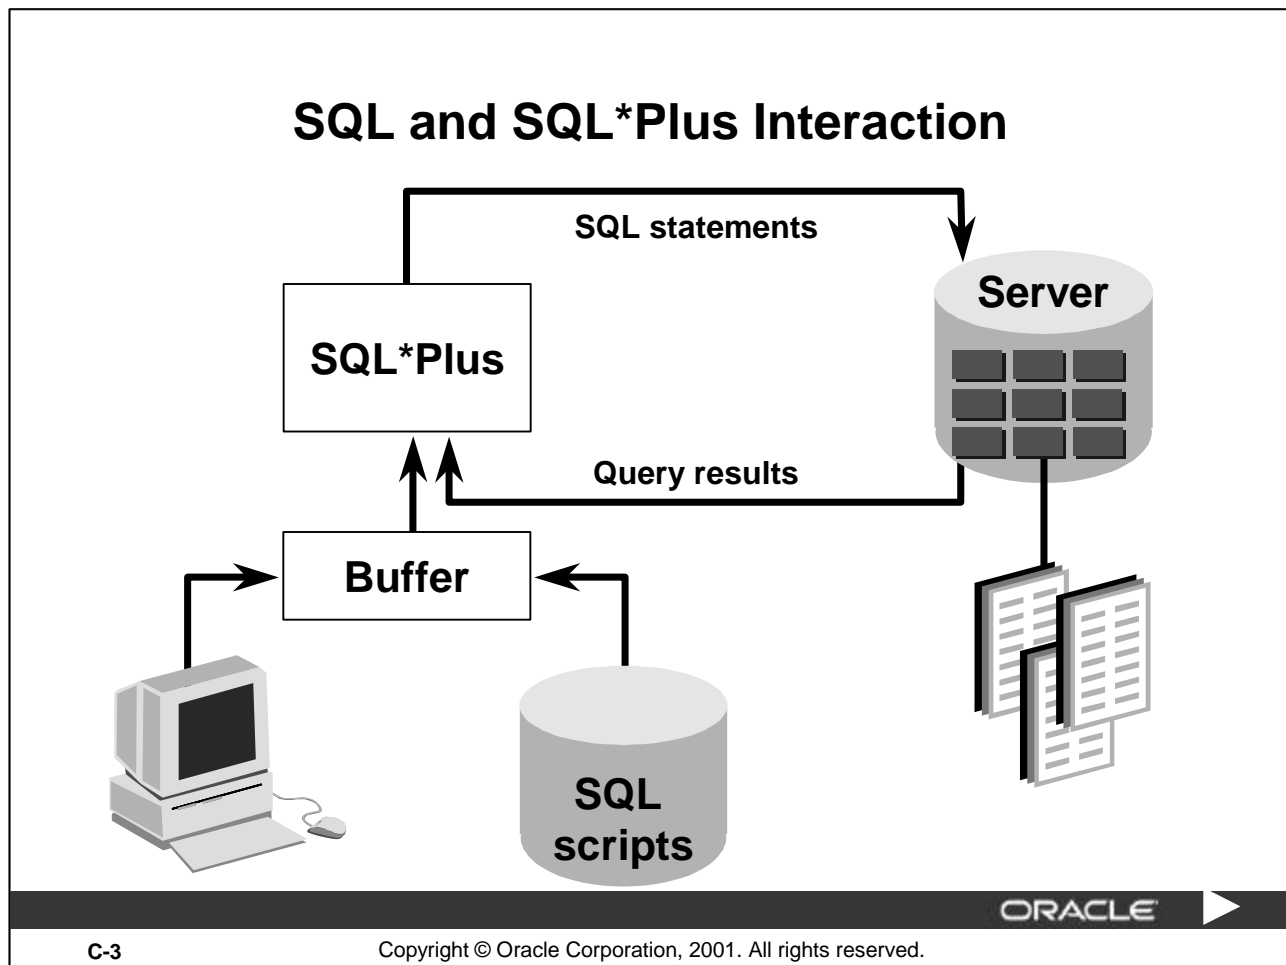 SQL and SQL*Plus Interaction
SQL statements
Server
SQL*Plus
Query results
Buffer
SQL
scripts
ORACLE
C-3
Copyright © Oracle Corporation, 2001. All rights reserved.